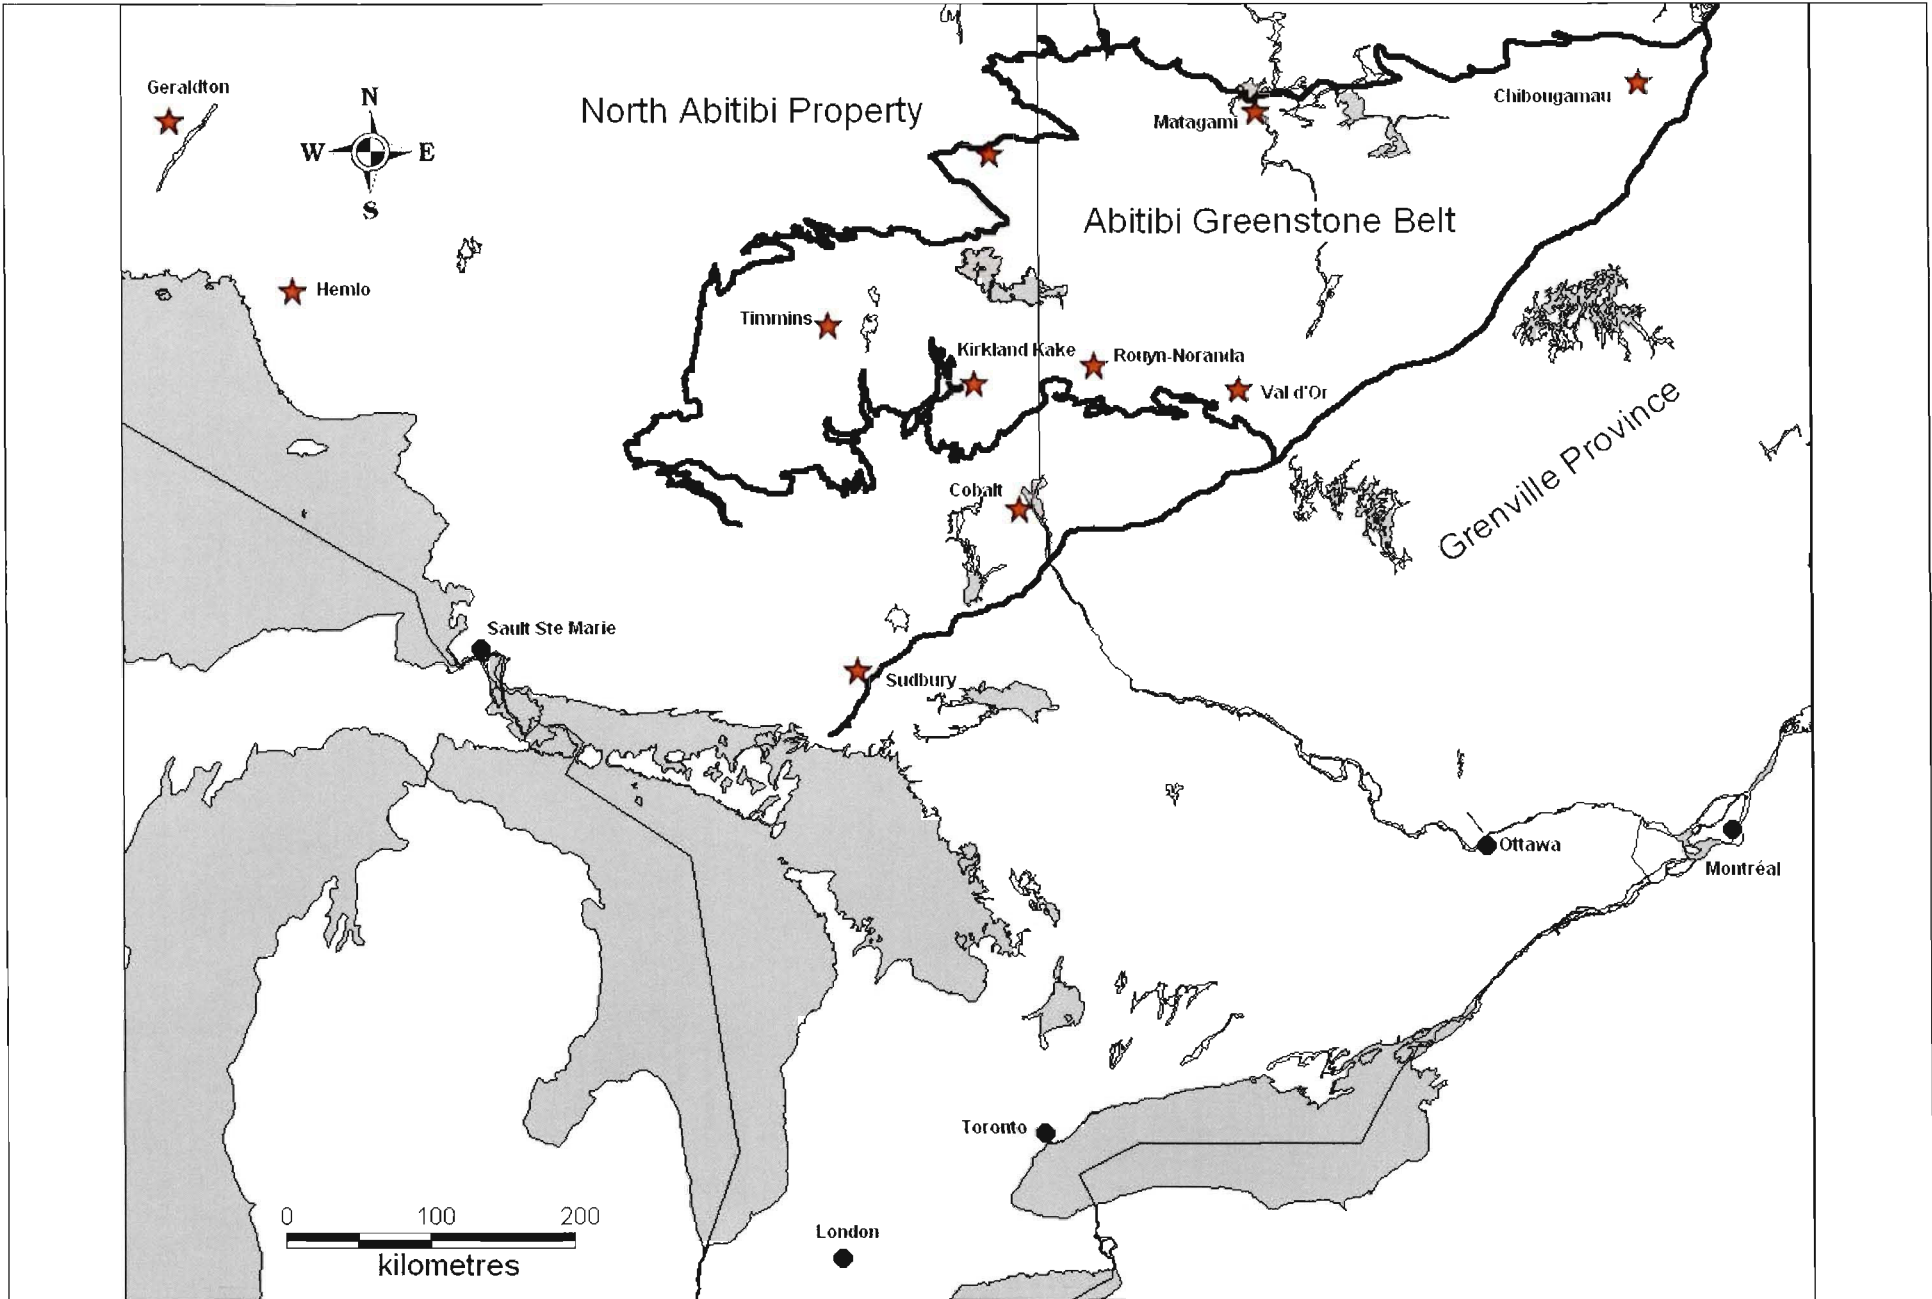 Geraldton
N
W
E
S
North Abitibi Property
Matagami
Chibougamau
Abitibi Greenstone Belt
Hemlo
Timmins
Kirkland Kake
Rouyn-Noranda
Val d'Or
Grenville Province
Cobalt
Sault Ste Marie
Sudbury
Ottawa
Montréal
Toronto
London
0 100 200
kilometres